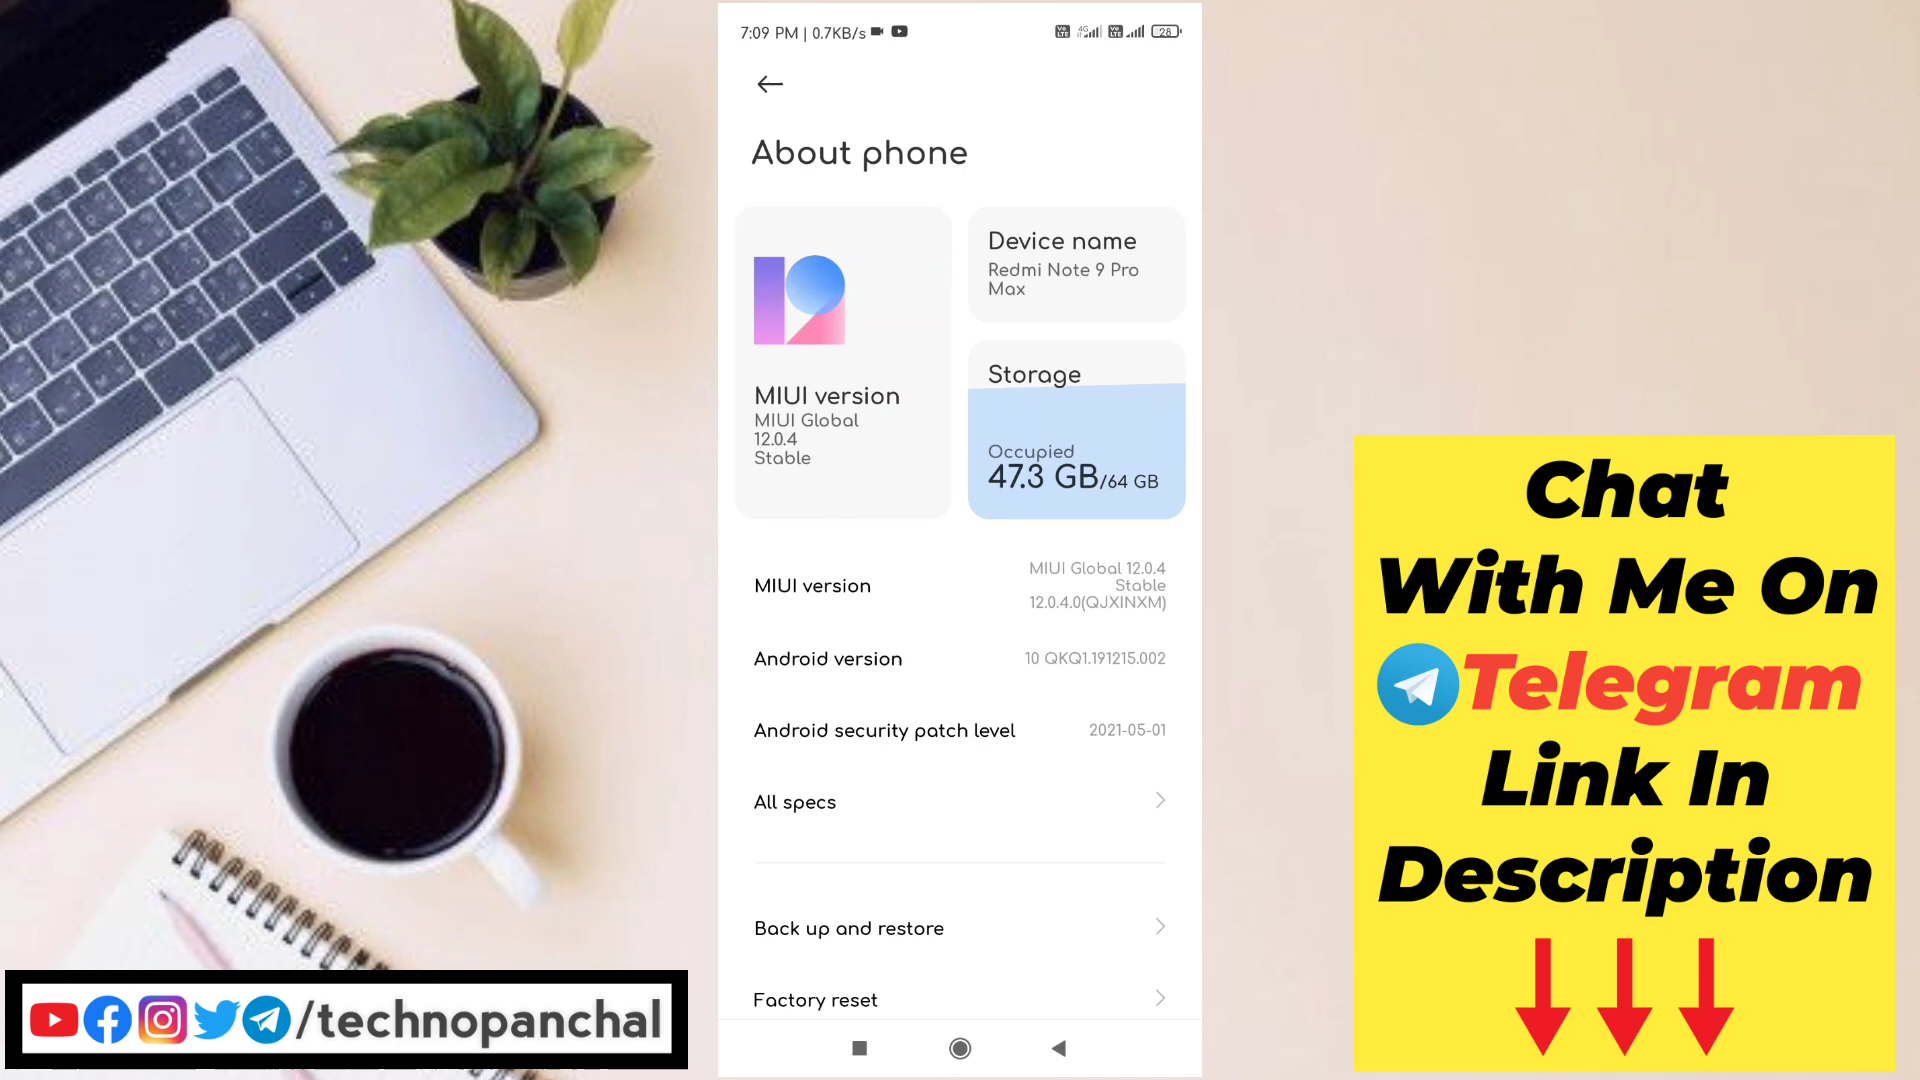 7:09 PM | 0.7KB/s
4G
28
About phone
MIUI version
MIUI Global
12.0.4
Stable
Device name
Redmi Note 9 Pro
Max
Storage
Occupied
47.3 GB/64 GB
MIUI version
MIUI Global 12.0.4
Stable
12.0.4.0(QJXINXM)
Android version
10 QKQ1.191215.002
Android security patch level
2021-05-01
All specs
Back up and restore
Factory reset
Chat
With Me On
Telegram
Link In
Description
/technopanchal